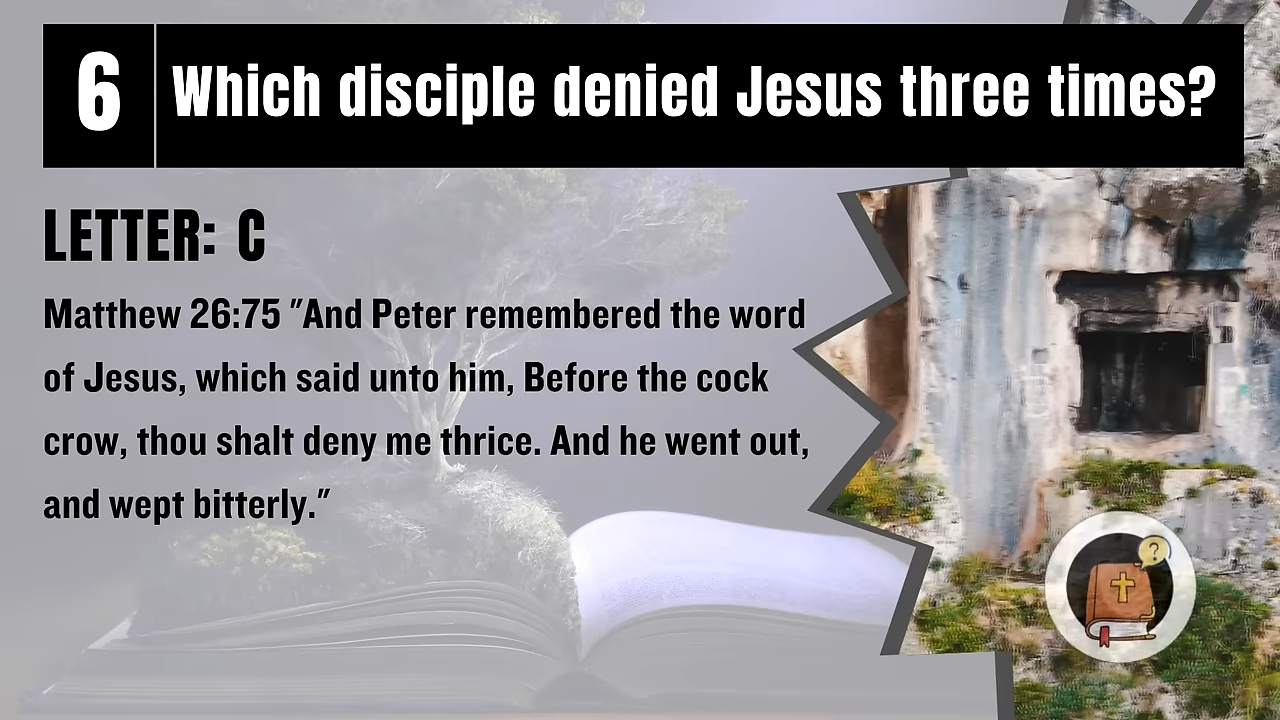 6
Which disciple denied Jesus three times?
LETTER: C
Matthew 26:75 "And Peter remembered the word
of Jesus, which said unto him, Before the cock
crow, thou shalt deny me thrice. And he went out,
and wept bitterly."
?